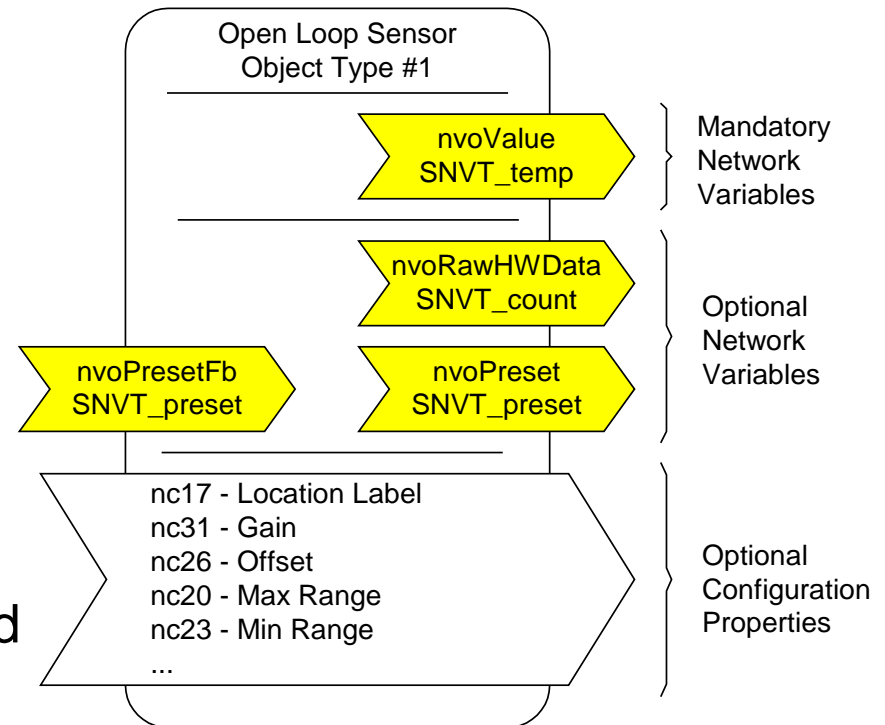 Open Loop Sensor
Object Type #1
nvoValue
SNVT_temp
Mandatory
Network
Variables
nvoRawHWData
SNVT_count
nvoPresetFb
SNVT_preset
nvoPreset
SNVT_preset
Optional
Network
Variables
nc17 - Location Label
nc31 - Gain
nc26 - Offset
nc20 - Max Range
nc23 - Min Range
...
Optional
Configuration
Properties
d